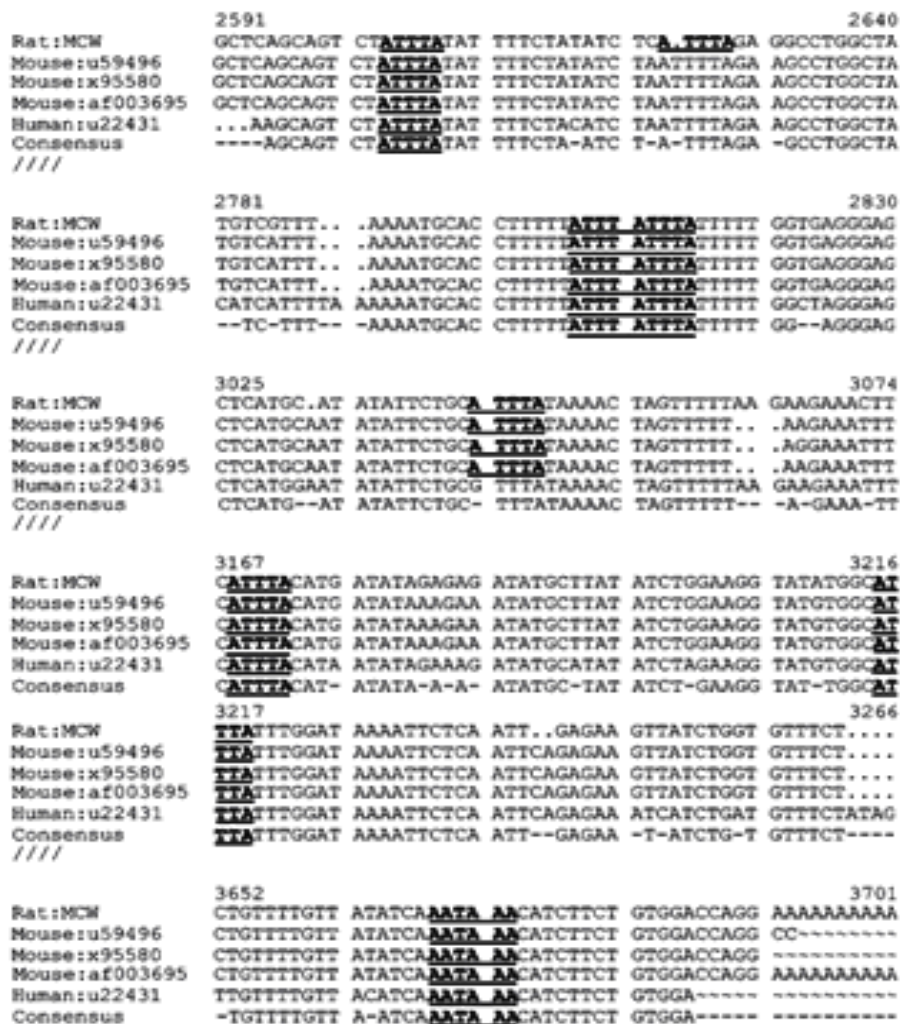 2591 2640
Rat:MCW GCTCAGCAGT CTATTTATAT TTTCTATATC TCA.TTTAGA GGCCTGGCTA
Mouse:u59496 GCTCAGCAGT CTATTTATAT TTTCTATATC TAATTTTAGA AGCCTGGCTA
Mouse:x95580 GCTCAGCAGT CTATTTATAT TTTCTATATC TAATTTTAGA AGCCTGGCTA
Mouse:af003695 GCTCAGCAGT CTATTTATAT TTTCTATATC TAATTTTAGA AGCCTGGCTA
Human:u22431 ...AAGCAGT CTATTTATAT TTTCTACATC TAATTTTAGA AGCCTGGCTA
Consensus ----AGCAGT CTATTTATAT TTTCTA-ATC T-A-TTTAGA -GCCTGGCTA
////
2781 2830
Rat:MCW TGTCGTTT.. .AAAATGCAC CTTTTTATTT ATTTATTTTT GGTGAGGGAG
Mouse:u59496 TGTCATTT.. .AAAATGCAC CTTTTTATTT ATTTATTTTT GGTGAGGGAG
Mouse:x95580 TGTCATTT.. .AAAATGCAC CTTTTTATTT ATTTATTTTT GGTGAGGGAG
Mouse:af003695 TGTCATTT.. .AAAATGCAC CTTTTTATTT ATTTATTTTT GGTGAGGGAG
Human:u22431 CATCATTTTA AAAAATGCAC CTTTTTATTT ATTTATTTTT GGCTAGGGAG
Consensus --TC-TTT-- -AAAATGCAC CTTTTTATTT ATTTATTTTT GG--AGGGAG
////
3025 3074
Rat:MCW CTCATGC.AT ATATTCTGCA TTTATAAAAC TAGTTTTTAA GAAGAAACTT
Mouse:u59496 CTCATGCAAT ATATTCTGCA TTTATAAAAC TAGTTTTT.. .AAGAAATTT
Mouse:x95580 CTCATGCAAT ATATTCTGCA TTTATAAAAC TAGTTTTT.. .AGGAAATTT
Mouse:af003695 CTCATGCAAT ATATTCTGCA TTTATAAAAC TAGTTTTT.. .AAGAAATTT
Human:u22431 CTCATGGAAT ATATTCTGCG TTTATAAAAC TAGTTTTTAA GAAGAAATTT
Consensus CTCATG--AT ATATTCTGC- TTTATAAAAC TAGTTTTT-- -A-GAAA-TT
////
3167 3216
Rat:MCW CATTTACATG ATATAGAGAG ATATGCTTAT ATCTGGAAGG TATATGGCAT
Mouse:u59496 CATTTACATG ATATAAAGAA ATATGCTTAT ATCTGGAAGG TATGTGGCAT
Mouse:x95580 CATTTACATG ATATAAAGAA ATATGCTTAT ATCTGGAAGG TATGTGGCAT
Mouse:af003695 CATTTACATG ATATAAAGAA ATATGCTTAT ATCTGGAAGG TATGTGGCAT
Human:u22431 CATTTACATA ATATAGAAAG ATATGCATAT ATCTAGAAGG TATGTGGCAT
Consensus CATTTACAT- ATATA-A-A- ATATGC-TAT ATCT-GAAGG TAT-TGGCAT
3217 3266
Rat:MCW TTATTTGGAT AAAATTCTCA ATT..GAGAA GTTATCTGGT GTTTCT....
Mouse:u59496 TTATTTGGAT AAAATTCTCA ATTCAGAGAA GTTATCTGGT GTTTCT....
Mouse:x95580 TTATTTGGAT AAAATTCTCA ATTCAGAGAA GTTATCTGGT GTTTCT....
Mouse:af003695 TTATTTGGAT AAAATTCTCA ATTCAGAGAA GTTATCTGGT GTTTCT....
Human:u22431 TTATTTGGAT AAAATTCTCA ATTCAGAGAA ATCATCTGAT GTTTCTATAG
Consensus TTATTTGGAT AAAATTCTCA ATT--GAGAA -T-ATCTG-T GTTTCT----
////
3652 3701
Rat:MCW CTGTTTTGTT ATATCAAATA AACATCTTCT GTGGACCAGG AAAAAAAAAA
Mouse:u59496 CTGTTTTGTT ATATCAAATA AACATCTTCT GTGGACCAGG CC~~~~~~~~
Mouse:x95580 CTGTTTTGTT ATATCAAATA AACATCTTCT GTGGACCAGG ~~~~~~~~~~
Mouse:af003695 CTGTTTTGTT ATATCAAATA AACATCTTCT GTGGACCAGG AAAAAAAAAA
Human:u22431 TTGTTTTGTT ACATCAAATA AACATCTTCT GTGGA~~~~~ ~~~~~~~~~~
Consensus -TGTTTTGTT A-ATCAAATA AACATCTTCT GTGGA----- ----------